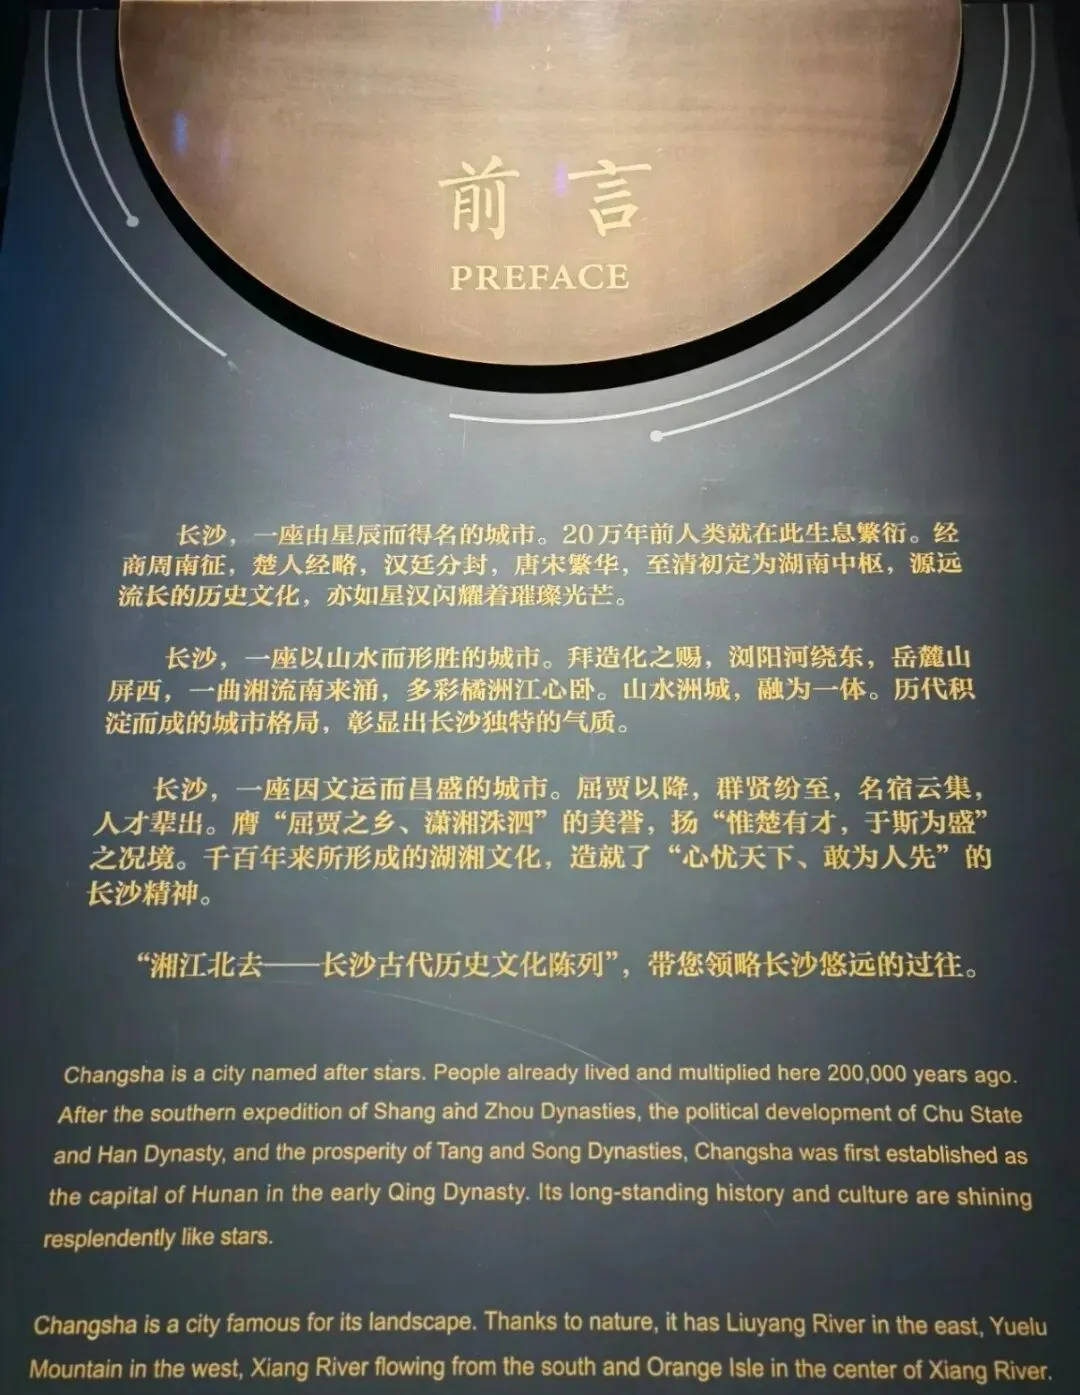 前言
PREFACE
长沙，一座由星辰而得名的城市。20万年前人类就在此生息繁衍。经
商周南征，楚人经略，汉廷分封，唐宋繁华，至清初定为湖南中枢，源远
流长的历史文化，亦如星汉闪耀着璀璨光芒。
长沙，一座以山水而形胜的城市。拜造化之赐，浏阳河绕东，岳麓山
屏西，一曲湘流南来涌，多彩橘洲江心卧。山水洲城，融为一体。历代积
淀而成的城市格局，彰显出长沙独特的气质。
长沙，一座因文运而昌盛的城市。屈贾以降，群贤纷至，名宿云集，
人才辈出。膺“屈贾之乡、潇湘洙泗”的美誉，扬“惟楚有才，于斯为盛”
之况境。千百年来所形成的湖湘文化，造就了“心忧天下、敢为人先”的
长沙精神。
“湘江北去——长沙古代历史文化陈列”，带您领略长沙悠远的过往。
Changsha is a city named after stars. People already lived and multiplied here 200,000 years ago.
After the southern expedition of Shang and Zhou Dynasties, the political development of Chu State
and Han Dynasty, and the prosperity of Tang and Song Dynasties, Changsha was first established as
the capital of Hunan in the early Qing Dynasty. Its long-standing history and culture are shining
resplendently like stars.
Changsha is a city famous for its landscape. Thanks to nature, it has Liuyang River in the east, Yuelu
Mountain in the west, Xiang River flowing from the south and Orange Isle in the center of Xiang River.